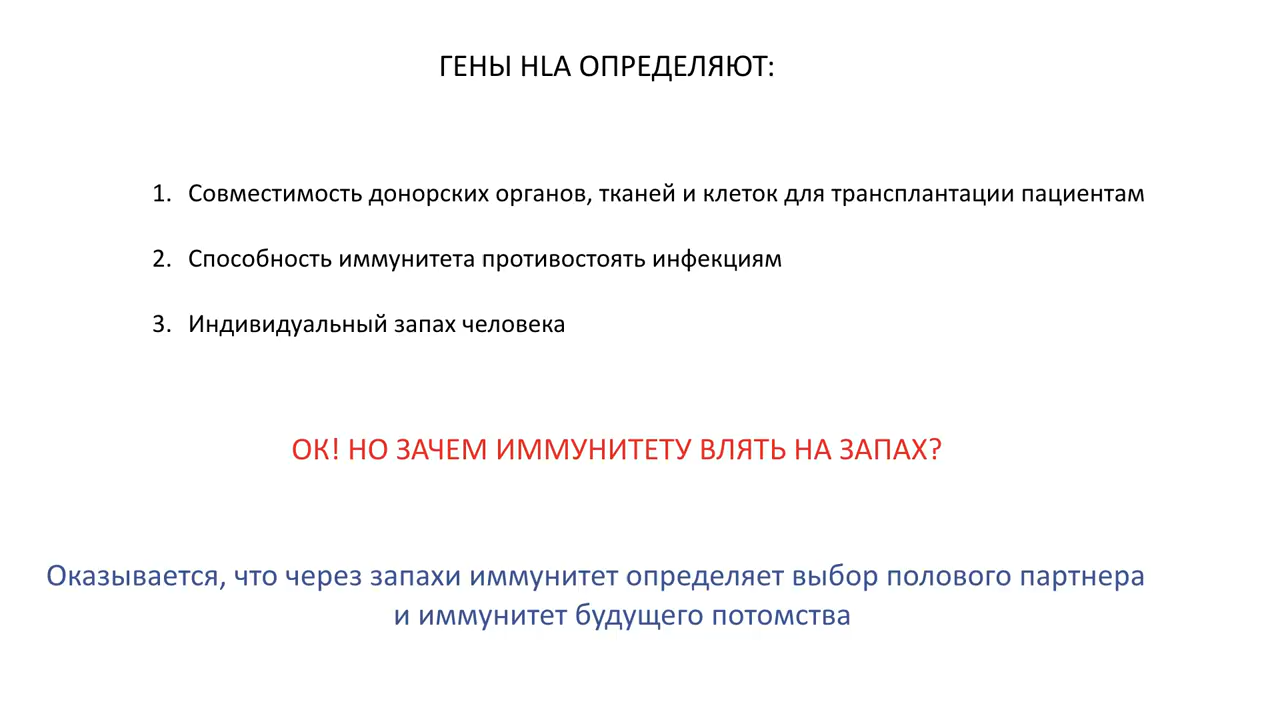 ГЕНЫ HLA ОПРЕДЕЛЯЮТ:
1. Совместимость донорских органов, тканей и клеток для трансплантации пациентам
2. Способность иммунитета противостоять инфекциям
3. Индивидуальный запах человека
ОК! НО ЗАЧЕМ ИММУНИТЕТУ ВЛЯТЬ НА ЗАПАХ?
Оказывается, что через запахи иммунитет определяет выбор полового партнера
и иммунитет будущего потомства